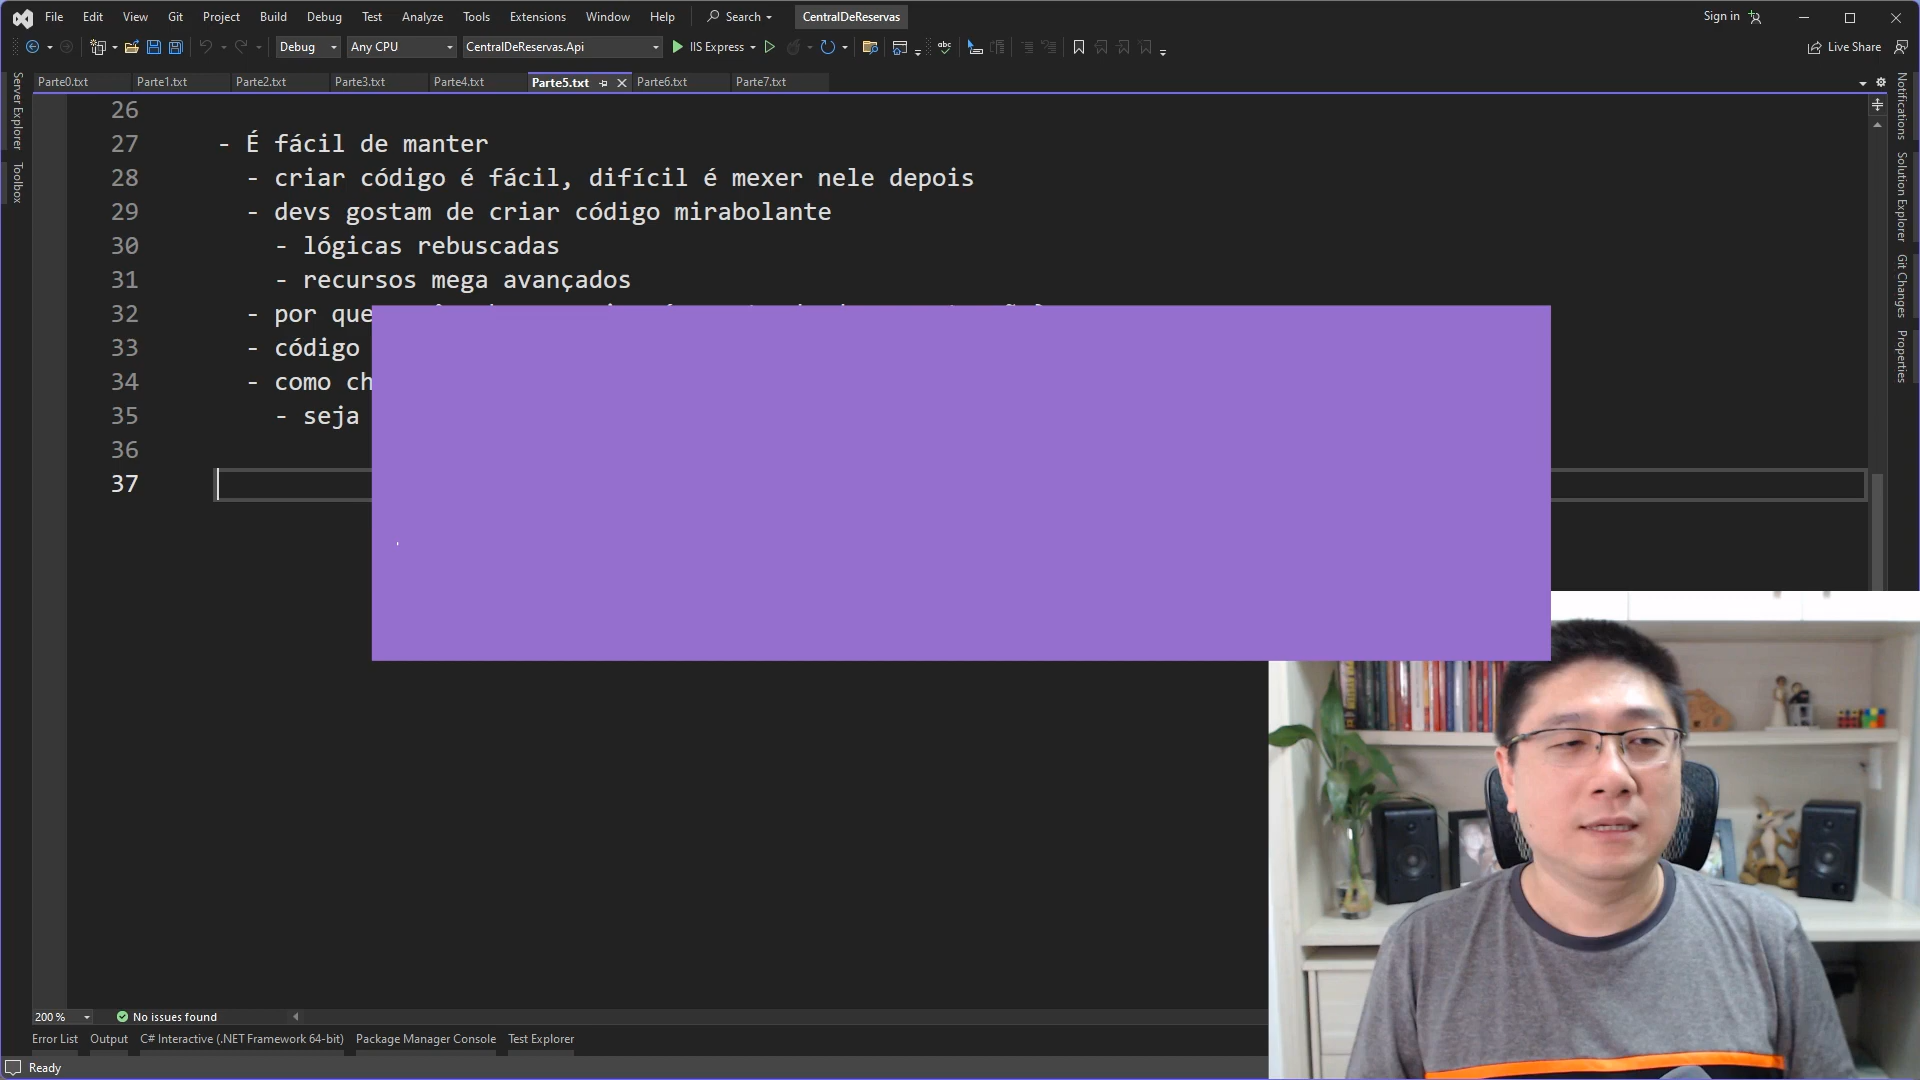 File Edit View Git Project Build Debug Test Analyze Tools Extensions Window Help Search CentralDeReservas Sign in
Debug Any CPU CentralDeReservas.Api IIS Express Live Share
Parte0.txt Parte1.txt Parte2.txt Parte3.txt Parte4.txt Parte5.txt Parte6.txt Parte7.txt
Server Explorer
Toolbox
Notifications
Solution Explorer
Git Changes
Properties
26
27 - É fácil de manter
28 - criar código é fácil, difícil é mexer nele depois
29 - devs gostam de criar código mirabolante
30 - lógicas rebuscadas
31 - recursos mega avançados
32 - por que
33 - código
34 - como ch
35 - seja
36
37
200 % No issues found
Error List Output C# Interactive (.NET Framework 64-bit) Package Manager Console Test Explorer
Ready